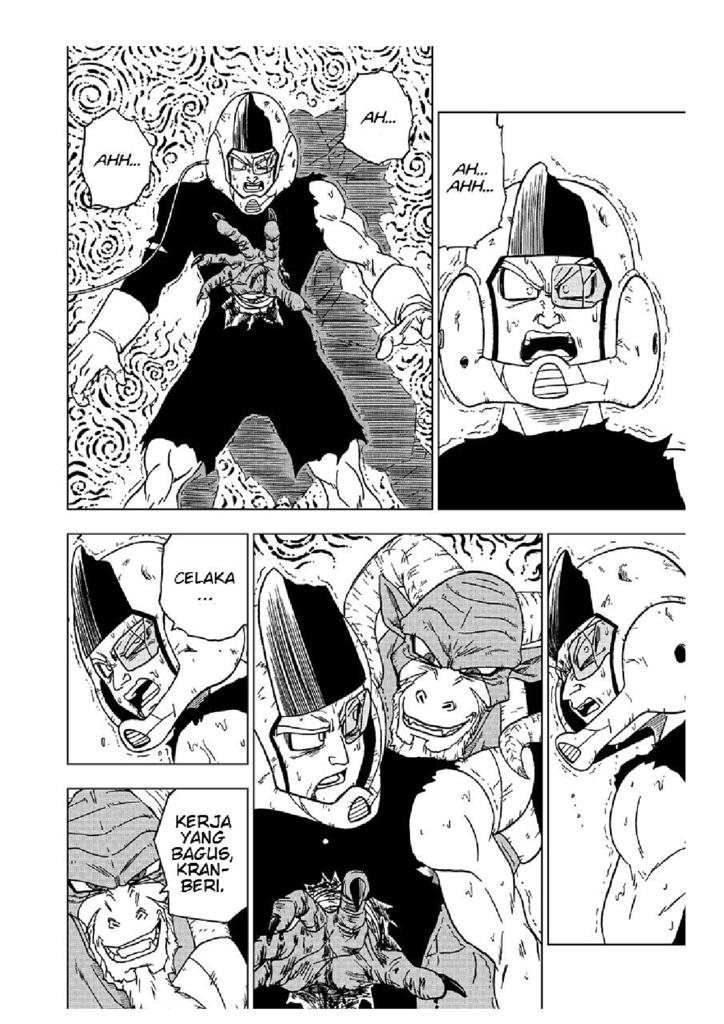 AHH...
AH...
AH...
AHH...
CELAKA
...
KERJA
YANG
BAGUS,
KRAN-
BERI.